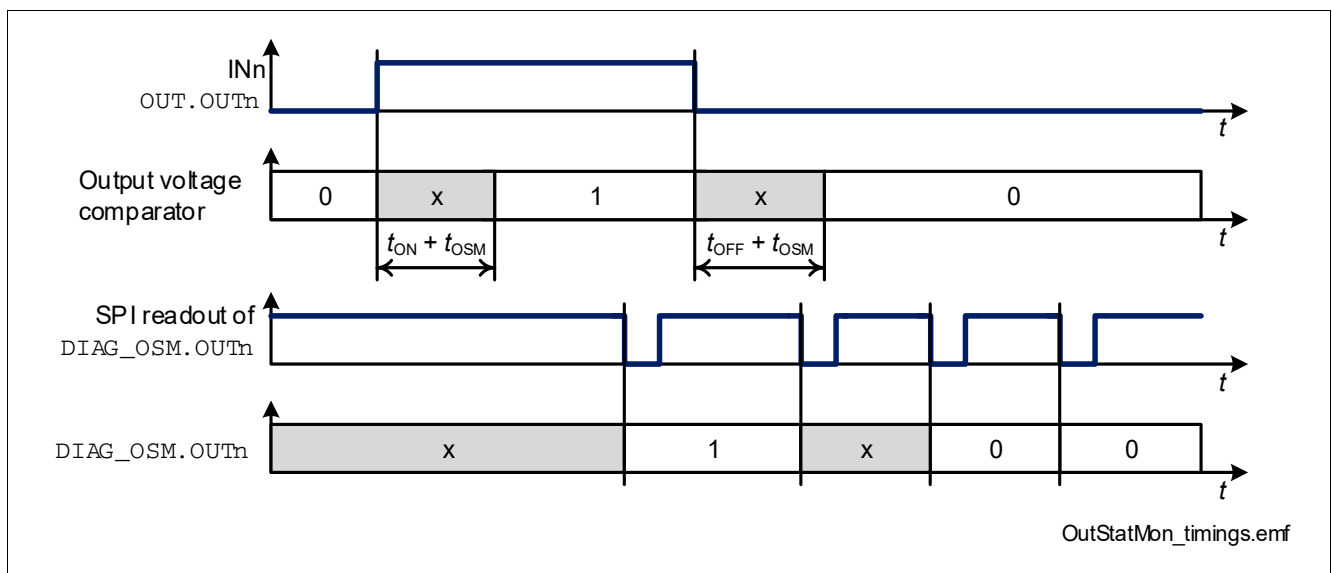 INn
OUT.OUTn
t
Output voltage
comparator
0 x 1 x 0
t
tON + tOSM tOFF + tOSM
SPI readout of
DIAG_OSM.OUTn
t
DIAG_OSM.OUTn
x 1 x 0 0
t
OutStatMon_timings.emf